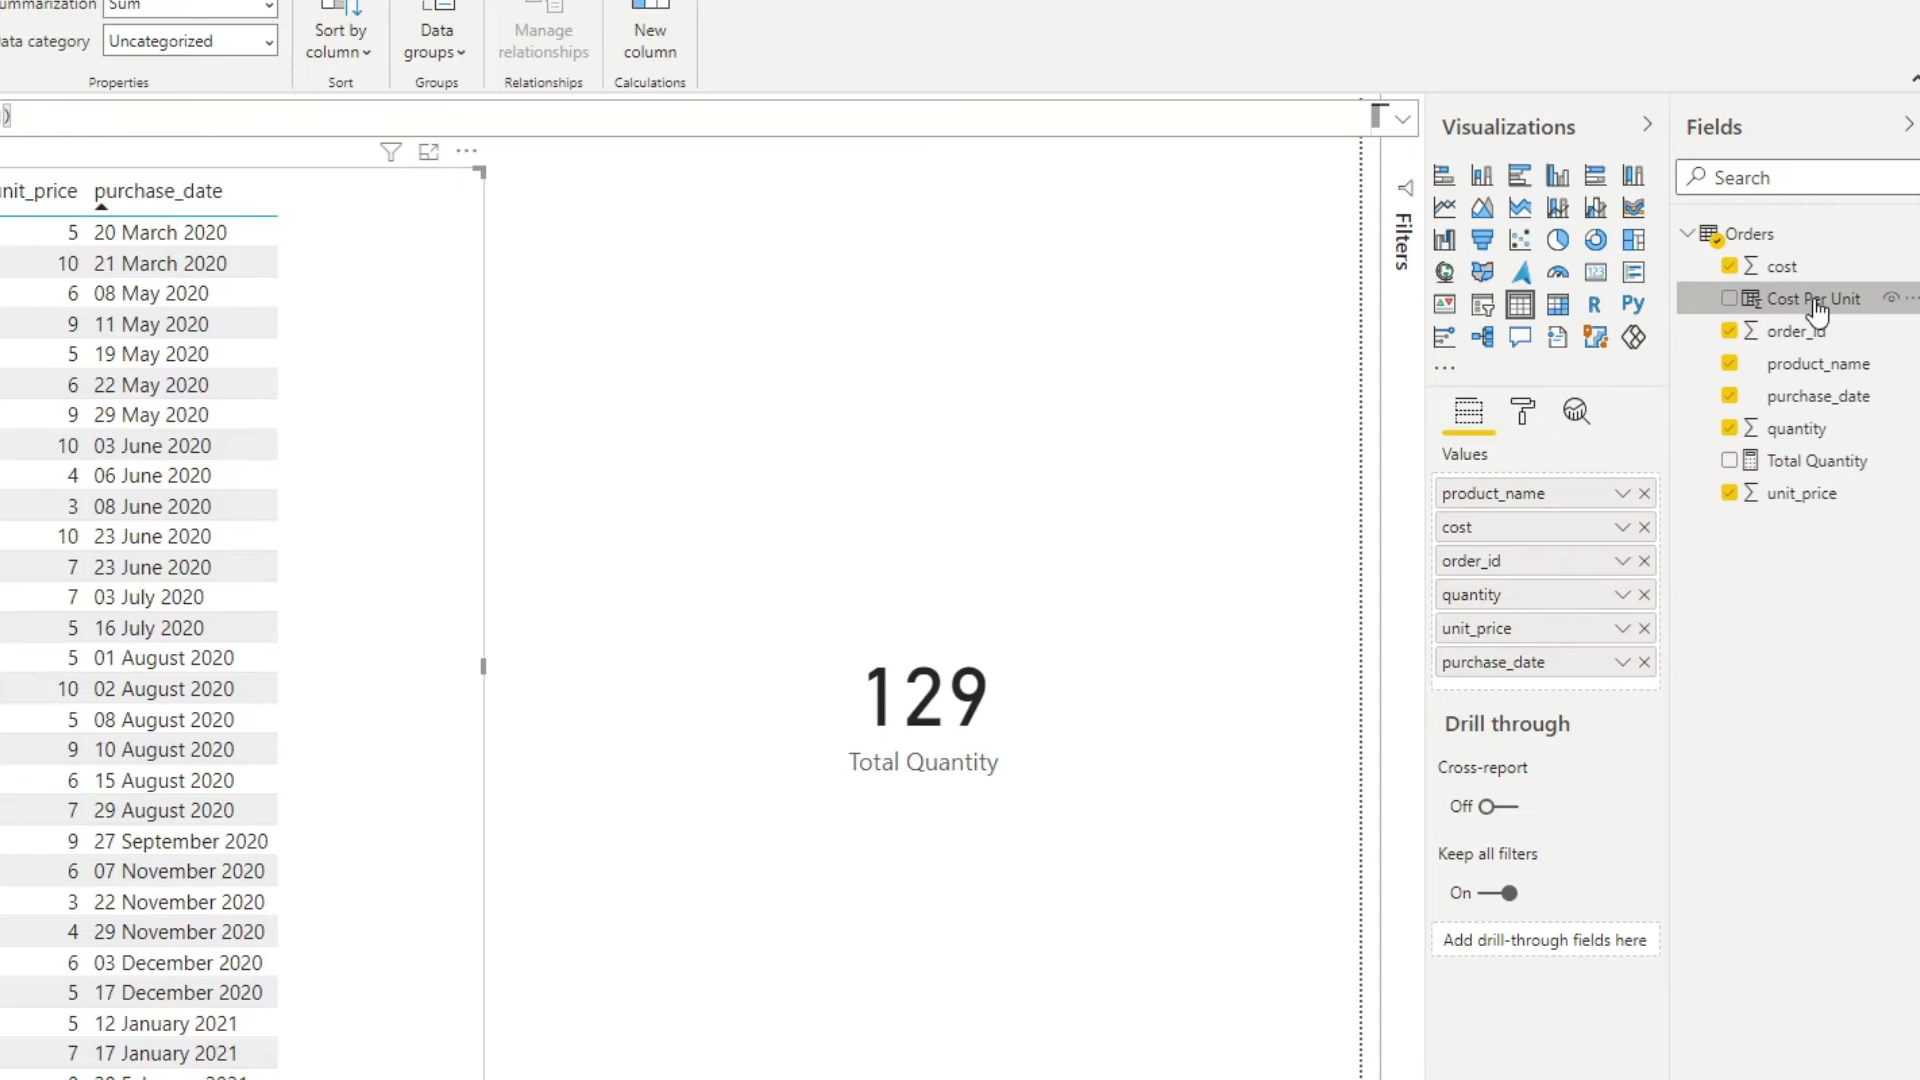 Sum
Data category Uncategorized
Properties
Sort by
column
Sort
Data
groups
Groups
Manage
relationships
Relationships
New
column
Calculations
)
unit_price purchase_date
5 20 March 2020
10 21 March 2020
6 08 May 2020
9 11 May 2020
5 19 May 2020
6 22 May 2020
9 29 May 2020
10 03 June 2020
4 06 June 2020
3 08 June 2020
10 23 June 2020
7 23 June 2020
7 03 July 2020
5 16 July 2020
5 01 August 2020
10 02 August 2020
5 08 August 2020
9 10 August 2020
6 15 August 2020
7 29 August 2020
9 27 September 2020
6 07 November 2020
3 22 November 2020
4 29 November 2020
6 03 December 2020
5 17 December 2020
5 12 January 2021
7 17 January 2021
129
Total Quantity
Filters
Visualizations
123
R Py
Values
product_name
cost
order_id
quantity
unit_price
purchase_date
Drill through
Cross-report
Off
Keep all filters
On
Add drill-through fields here
Fields
Search
Orders
cost
Cost Per Unit
order_id
product_name
purchase_date
quantity
Total Quantity
unit_price